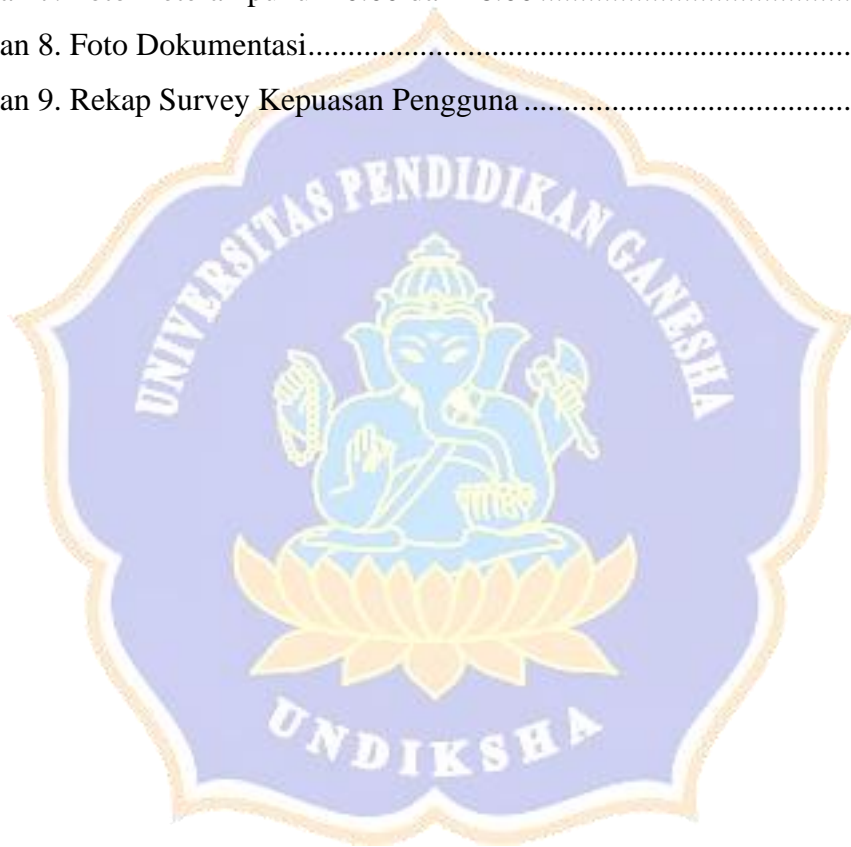 an 8. Foto Dokumentasi......................................................................
an 9. Rekap Survey Kepuasan Pengguna .........................................
UNIVERSITAS PENDIDIKAN GANESHA
UNDIKSHA